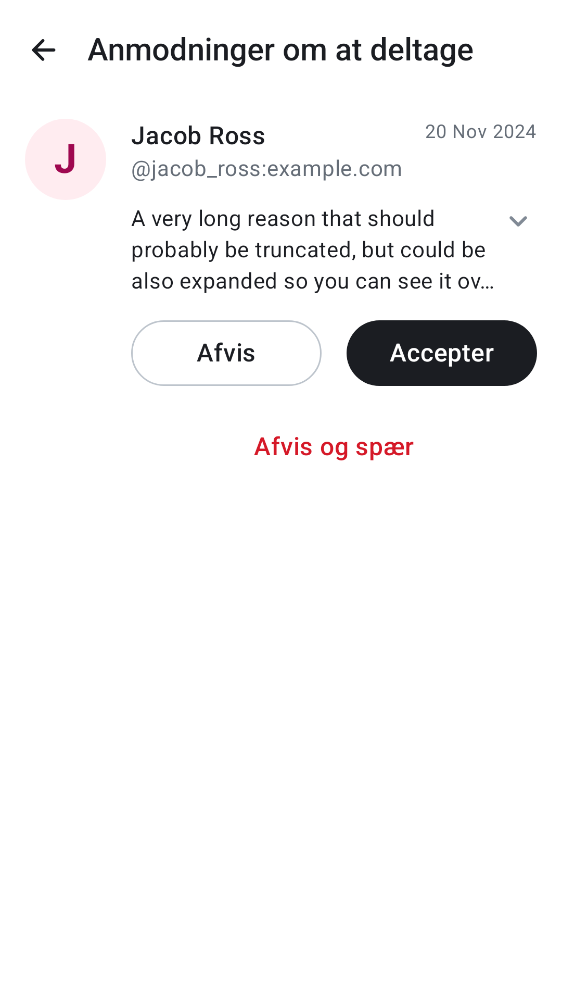 Anmodninger om at deltage
J
Jacob Ross
20 Nov 2024
@jacob_ross:example.com
A very long reason that should
probably be truncated, but could be
also expanded so you can see it ov…
Afvis
Accepter
Afvis og spær